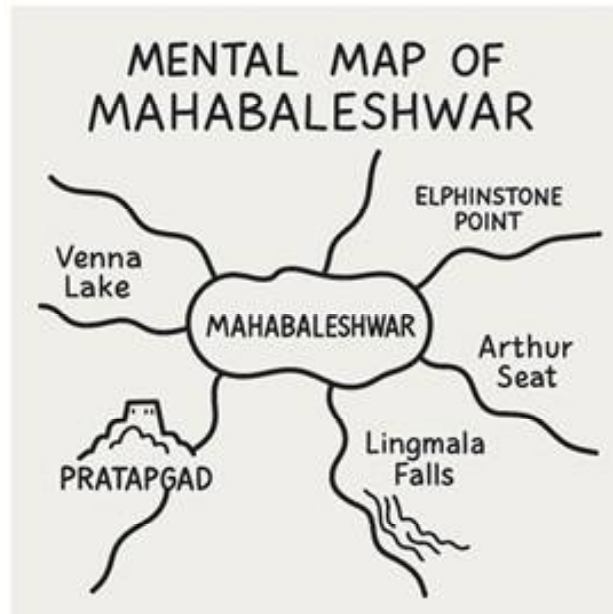 MENTAL MAP OF
MAHABALESHWAR
ELPHINSTONE
POINT
Venna
Lake
MAHABALESHWAR
Arthur
Seat
Lingmala
Falls
PRATAPGAD